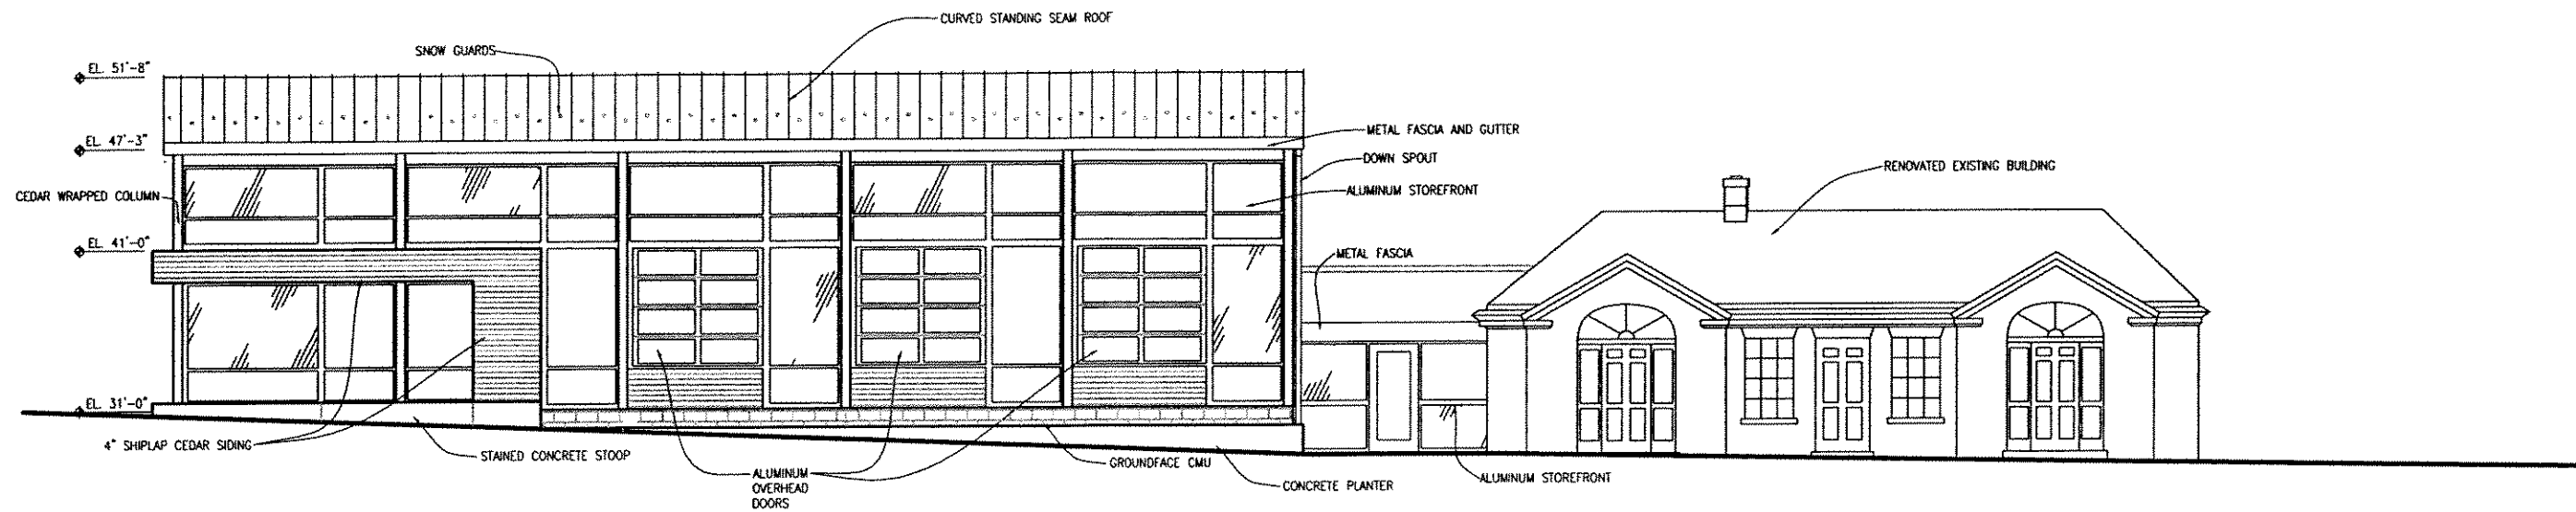 CURVED STANDING SEAM ROOF
SNOW GUARDS
EL. 51'-8"
METAL FASCIA AND GUTTER
EL. 47'-3"
DOWN SPOUT
RENOVATED EXISTING BUILDING
ALUMINUM STOREFRONT
CEDAR WRAPPED COLUMN
EL. 41'-0"
METAL FASCIA
EL. 31'-0"
4" SHIPLAP CEDAR SIDING
STAINED CONCRETE STOOP
GROUNDFACE CMU
ALUMINUM
OVERHEAD
DOORS
CONCRETE PLANTER
ALUMINUM STOREFRONT